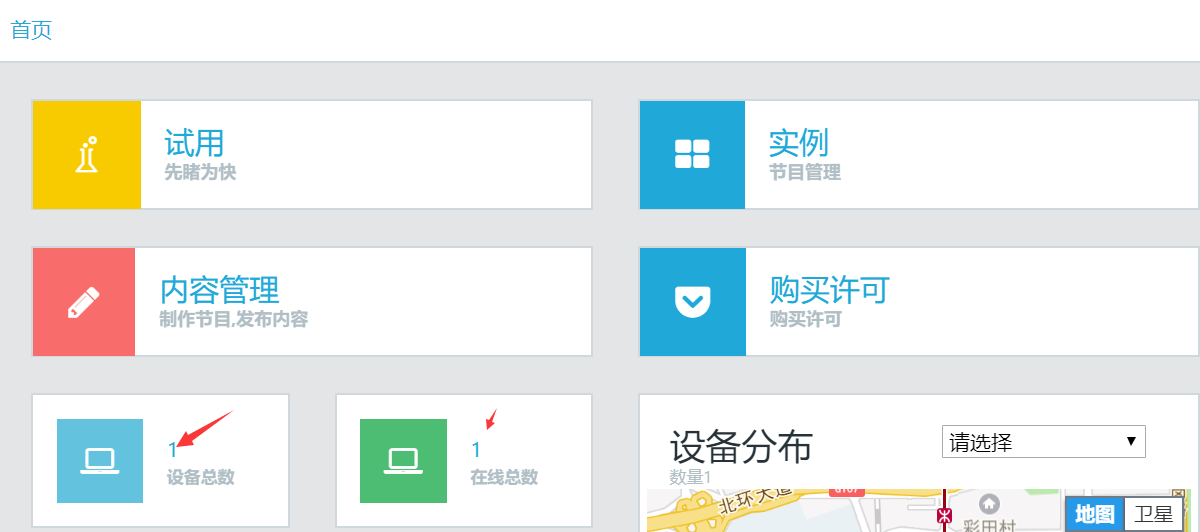 首页
试用
先睹为快
实例
节目管理
内容管理
制作节目,发布内容
购买许可
购买许可
1
设备总数
1
在线总数
设备分布
数量1
请选择
北环大道
彩田村
地图
卫星